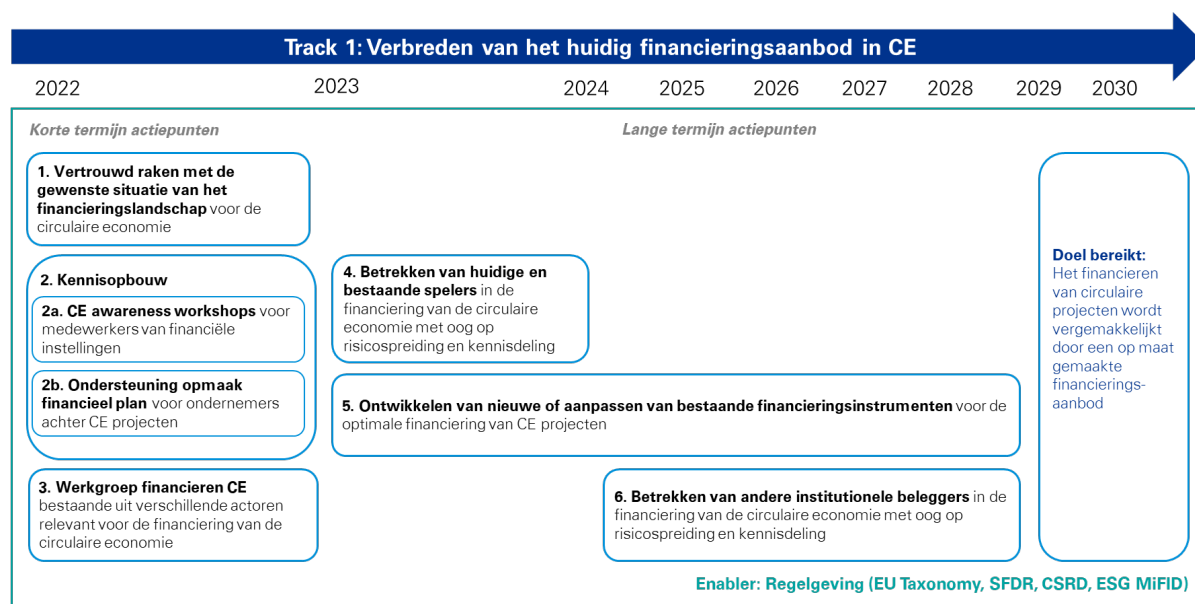 Track 1: Verbreden van het huidig financieringsaanbod in CE
2022 2023 2024 2025 2026 2027 2028 2029 2030
Korte termijn actiepunten
Lange termijn actiepunten
1. Vertrouwd raken met de
gewenste situatie van het
financieringslandschap voor de
circulaire economie
2. Kennisopbouw
2a. CE awareness workshops voor
medewerkers van financiële
instellingen
2b. Ondersteuning opmaak
financieel plan voor ondernemers
achter CE projecten
3. Werkgroep financieren CE
bestaande uit verschillende actoren
relevant voor de financiering van de
circulaire economie
4. Betrekken van huidige en
bestaande spelers in de
financiering van de circulaire
economie met oog op
risicospreiding en kennisdeling
5. Ontwikkelen van nieuwe of aanpassen van bestaande financieringsinstrumenten voor de
optimale financiering van CE projecten
6. Betrekken van andere institutionele beleggers in de
financiering van de circulaire economie met oog op
risicospreiding en kennisdeling
Doel bereikt:
Het financieren
van circulaire
projecten wordt
vergemakkelijkt
door een op maat
gemaakte
financierings-
aanbod
Enabler: Regelgeving (EU Taxonomy, SFDR, CSRD, ESG MiFID)